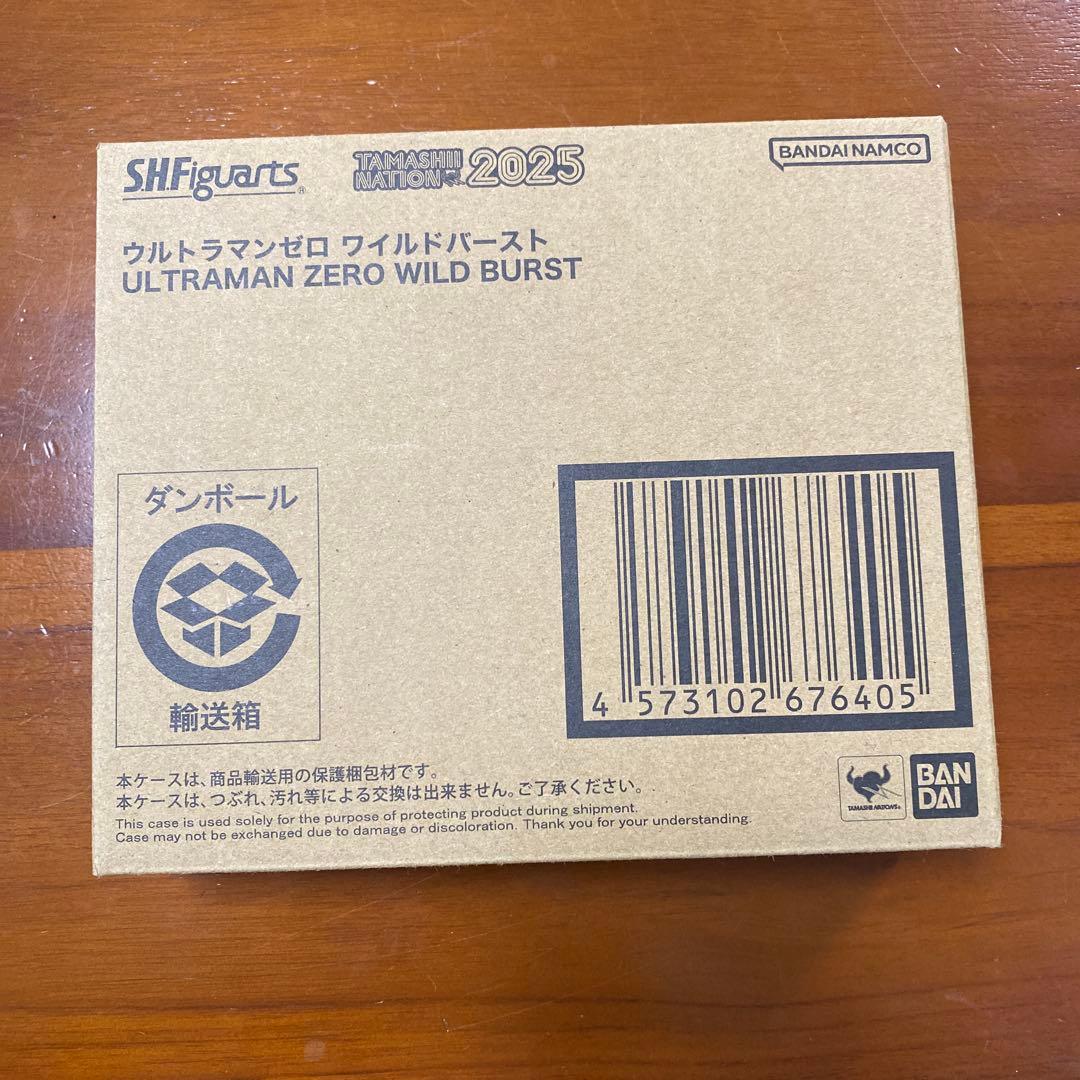 S.H.Figuarts®
TAMASHII NATION 2025
BANDAI NAMCO
ウルトラマンゼロ ワイルドバースト
ULTRAMAN ZERO WILD BURST
ダンボール
輸送箱
4 573102 676405
本ケースは、商品輸送用の保護梱包材です。
本ケースは、つぶれ、汚れ等による交換は出来ません。ご了承ください。
This case is used solely for the purpose of protecting product during shipment.
Case may not be exchanged due to damage or discoloration. Thank you for your understanding.
TAMASHII NATIONS®
BAN
DAI